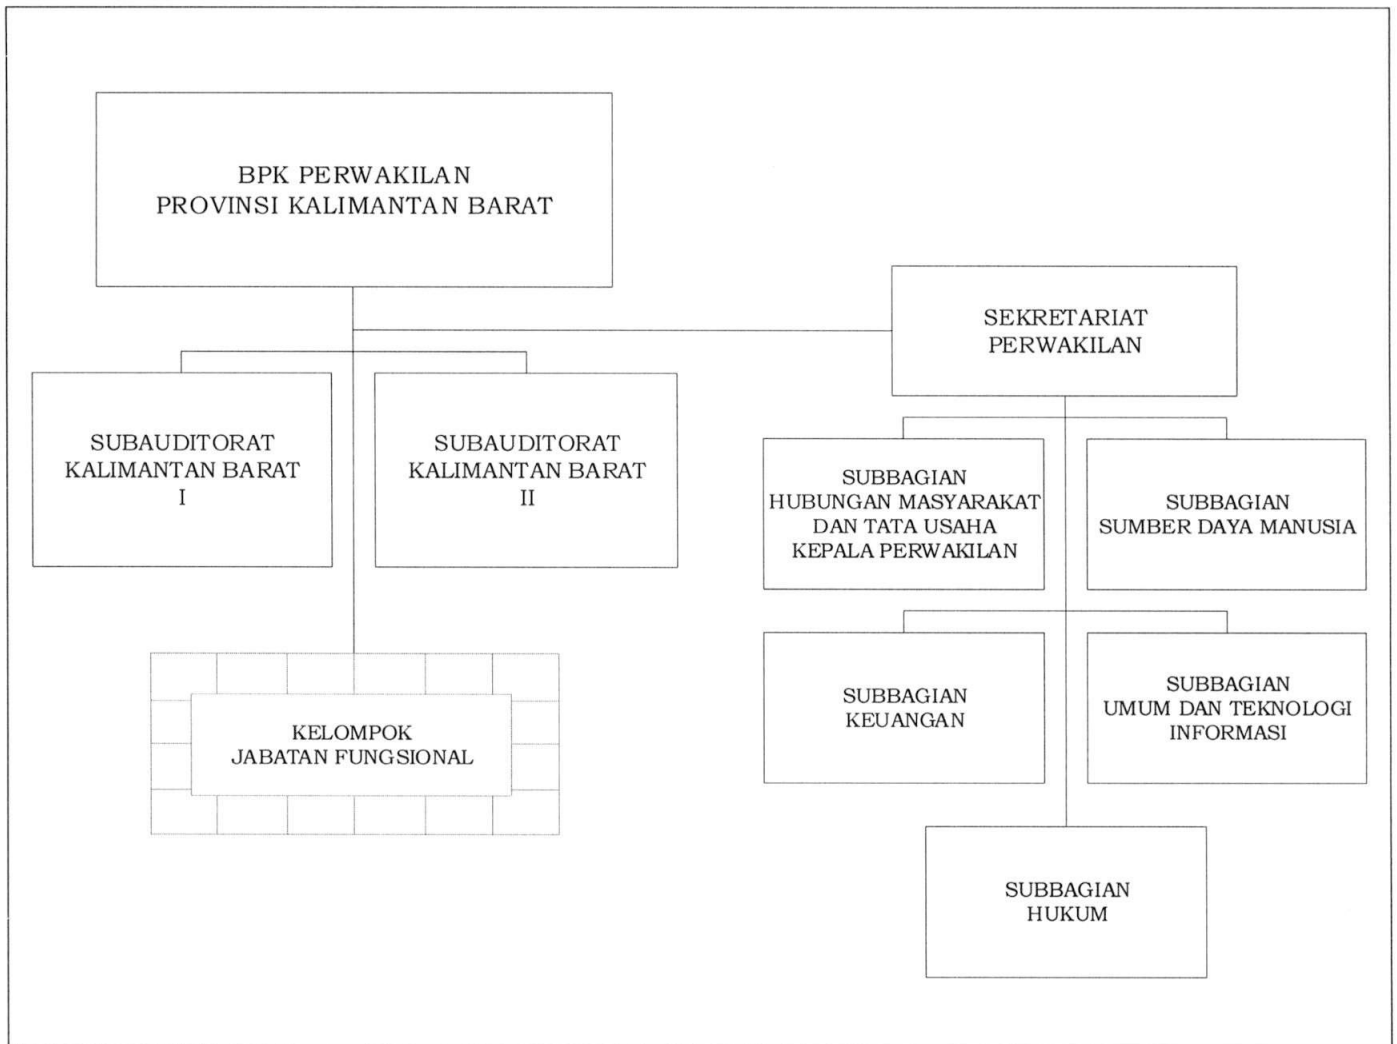 BPK PERWAKILAN
PROVINSI KALIMANTAN BARAT
SEKRETARIAT
PERWAKILAN
SUBAUDITORAT
KALIMANTAN BARAT
I
SUBAUDITORAT
KALIMANTAN BARAT
II
SUBBAGIAN
HUBUNGAN MASYARAKAT
DAN TATA USAHA
KEPALA PERWAKILAN
SUBBAGIAN
SUMBER DAYA MANUSIA
KELOMPOK
JABATAN FUNGSIONAL
SUBBAGIAN
KEUANGAN
SUBBAGIAN
UMUM DAN TEKNOLOGI
INFORMASI
SUBBAGIAN
HUKUM